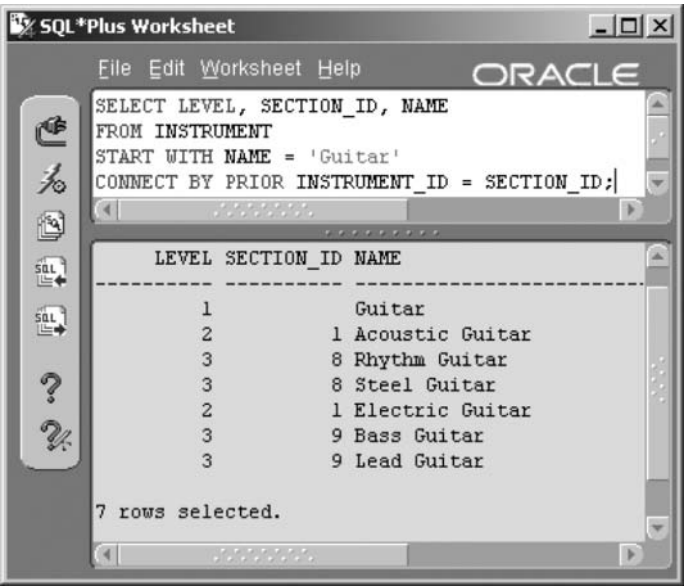 SQL*Plus Worksheet
File Edit Worksheet Help
ORACLE
SELECT LEVEL, SECTION_ID, NAME
FROM INSTRUMENT
START WITH NAME = 'Guitar'
CONNECT BY PRIOR INSTRUMENT_ID = SECTION_ID;
SQL
SQL
LEVEL SECTION_ID NAME
---------- ---------- ------------------------
1 Guitar
2 1 Acoustic Guitar
3 8 Rhythm Guitar
3 8 Steel Guitar
2 1 Electric Guitar
3 9 Bass Guitar
3 9 Lead Guitar
7 rows selected.